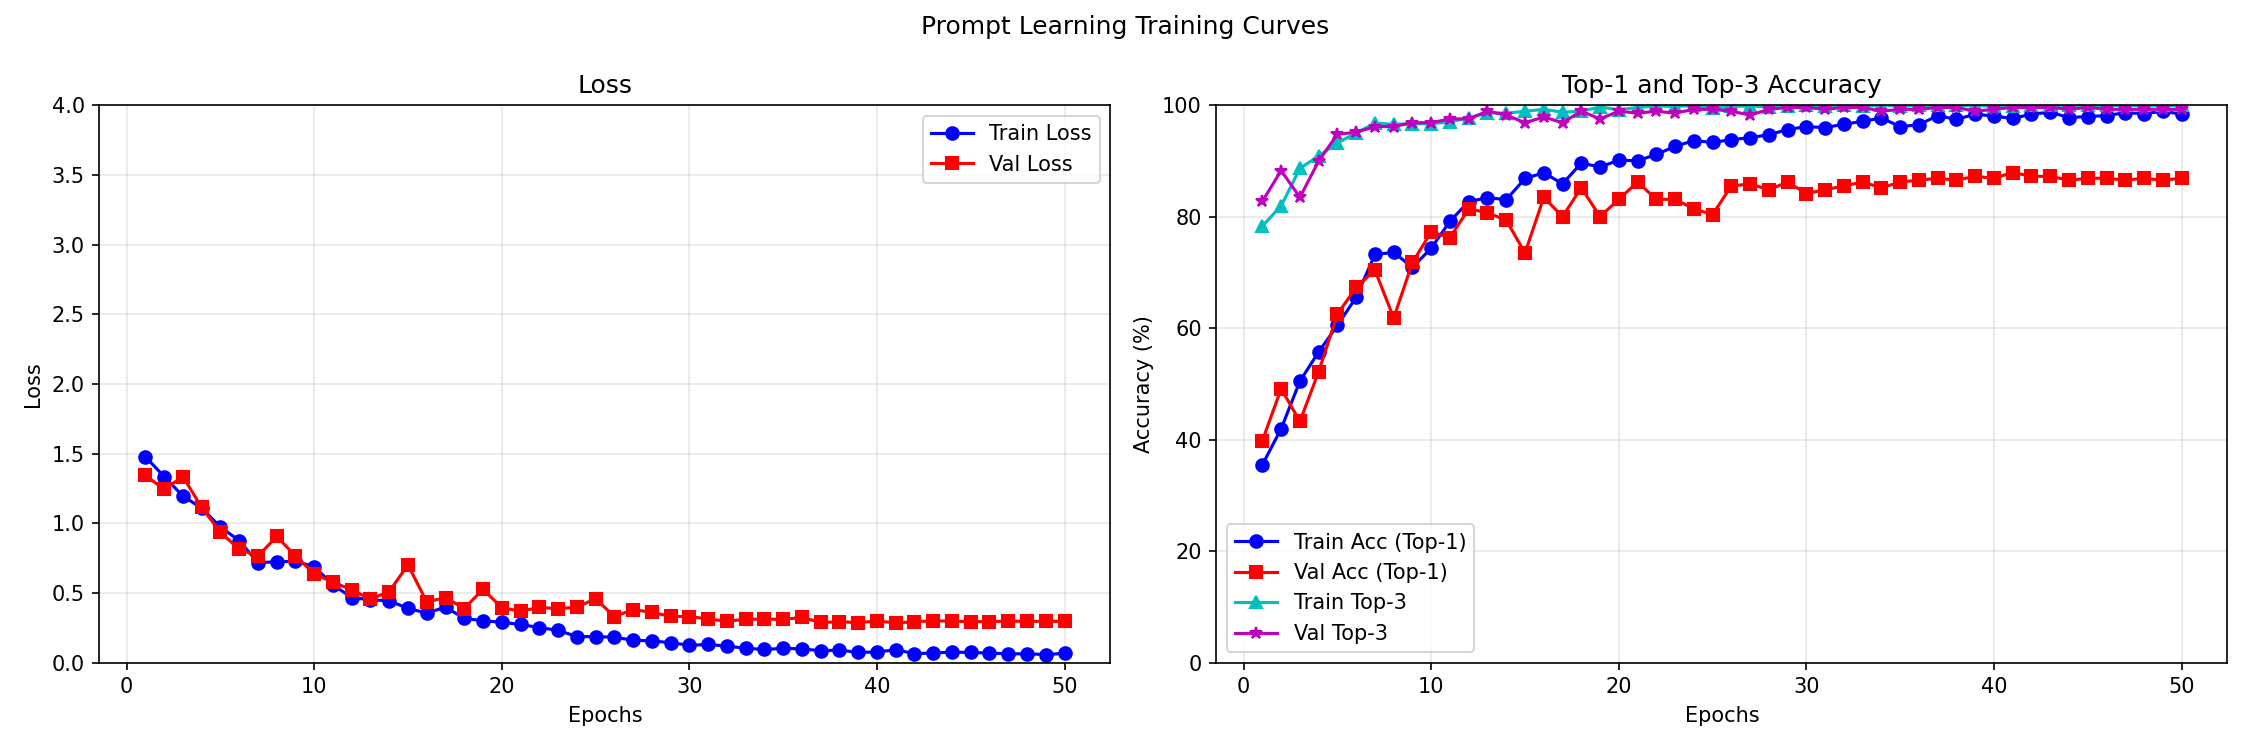 Prompt Learning Training Curves
Loss
4.0
3.5
3.0
2.5
2.0
1.5
1.0
0.5
0.0
Loss
Train Loss
Val Loss
0 10 20 30 40 50
Epochs
Top-1 and Top-3 Accuracy
100
80
60
40
20
0
Accuracy (%)
Train Acc (Top-1)
Val Acc (Top-1)
Train Top-3
Val Top-3
0 10 20 30 40 50
Epochs